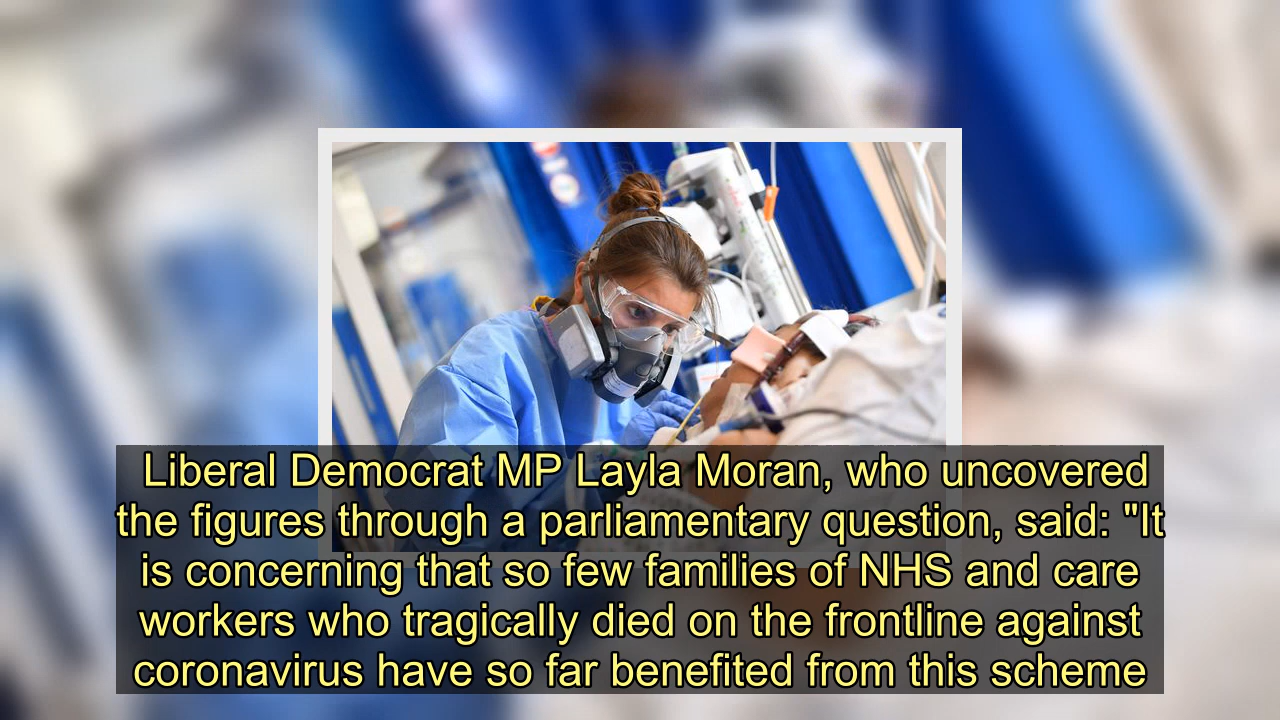 Liberal Democrat MP Layla Moran, who uncovered
the figures through a parliamentary question, said: "It
is concerning that so few families of NHS and care
workers who tragically died on the frontline against
coronavirus have so far benefited from this scheme